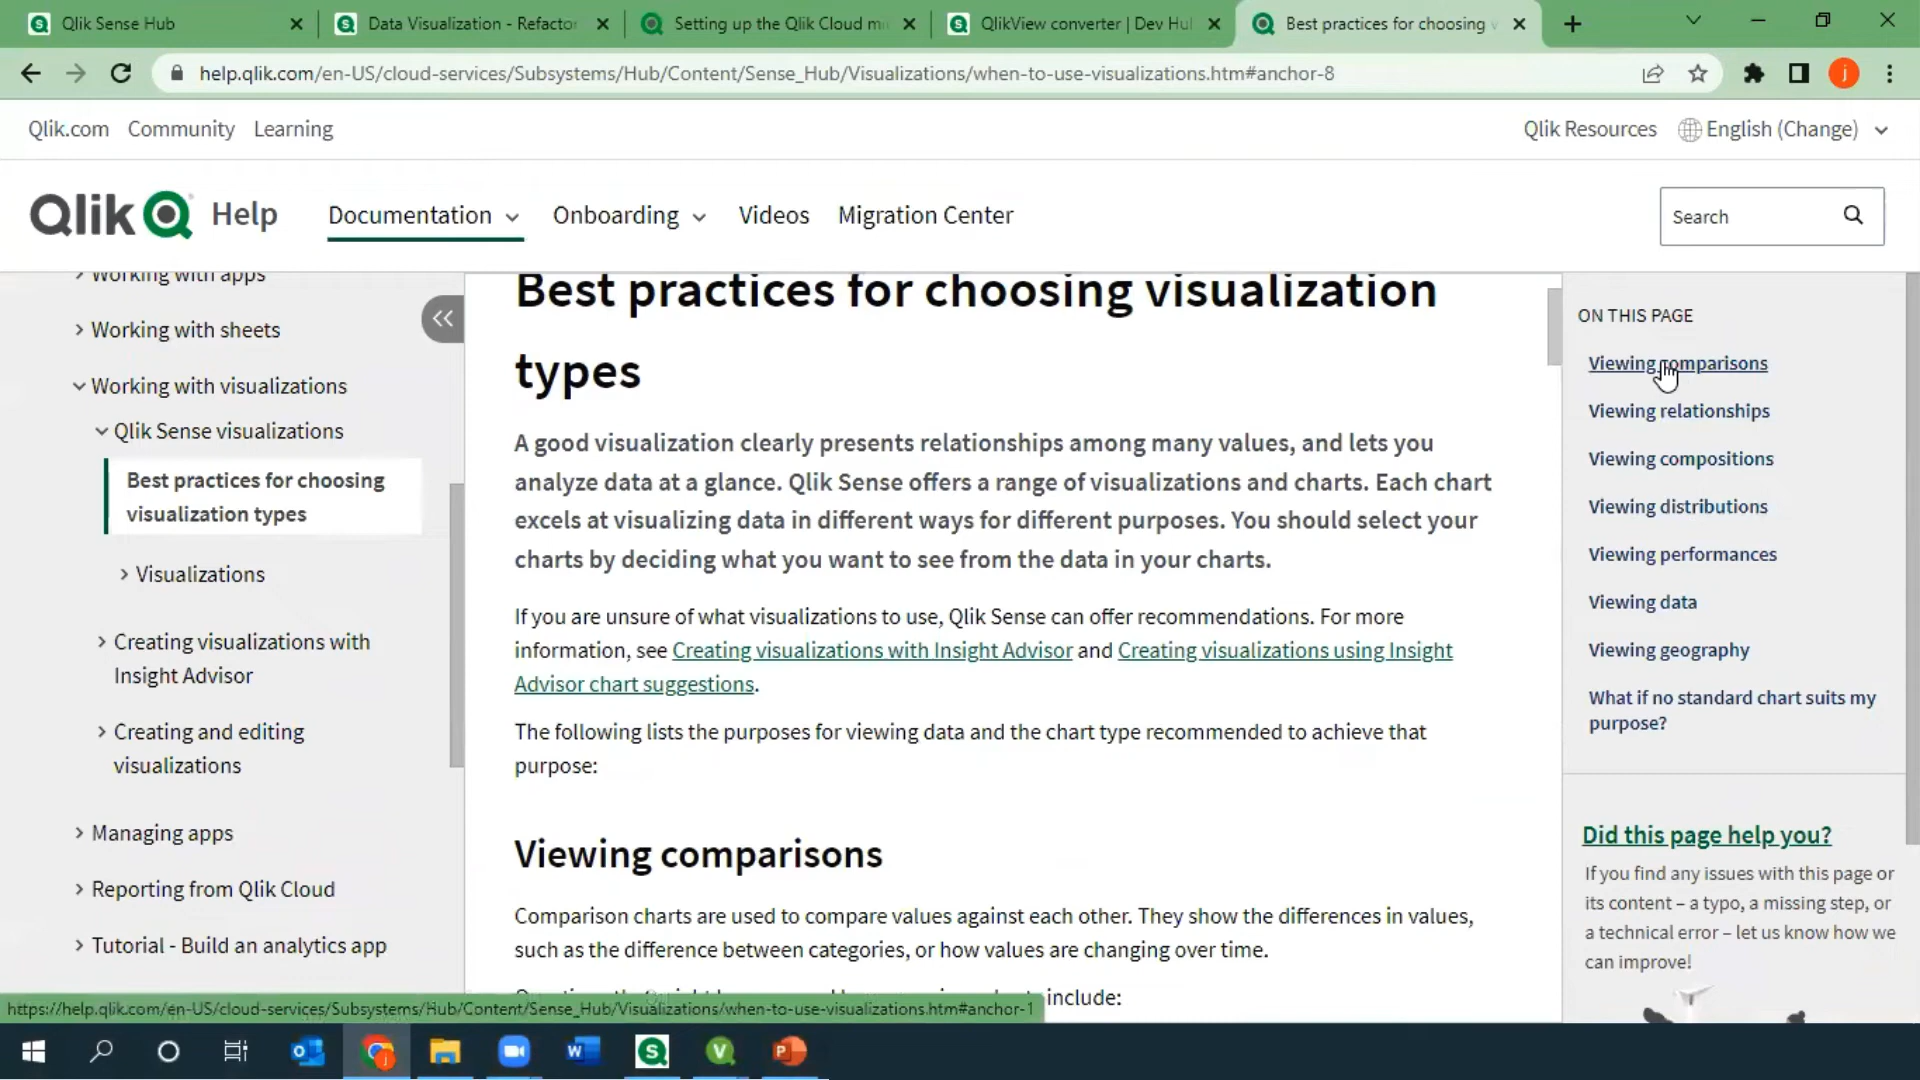 Qlik Sense Hub
Data Visualization - Refactor
Setting up the Qlik Cloud mi
QlikView converter | Dev Hu
Best practices for choosing
help.qlik.com/en-US/cloud-services/Subsystems/Hub/Content/Sense_Hub/Visualizations/when-to-use-visualizations.htm#anchor-8
j
Qlik.com Community Learning
Qlik Resources English (Change)
Qlik Help Documentation Onboarding Videos Migration Center
Search
Working with apps
Working with sheets
Working with visualizations
Qlik Sense visualizations
Best practices for choosing
visualization types
Visualizations
Creating visualizations with
Insight Advisor
Creating and editing
visualizations
Managing apps
Reporting from Qlik Cloud
Tutorial - Build an analytics app
Best practices for choosing visualization
types
A good visualization clearly presents relationships among many values, and lets you
analyze data at a glance. Qlik Sense offers a range of visualizations and charts. Each chart
excels at visualizing data in different ways for different purposes. You should select your
charts by deciding what you want to see from the data in your charts.
If you are unsure of what visualizations to use, Qlik Sense can offer recommendations. For more
information, see Creating visualizations with Insight Advisor and Creating visualizations using Insight
Advisor chart suggestions.
The following lists the purposes for viewing data and the chart type recommended to achieve that
purpose:
Viewing comparisons
Comparison charts are used to compare values against each other. They show the differences in values,
such as the difference between categories, or how values are changing over time.
include:
ON THIS PAGE
Viewing comparisons
Viewing relationships
Viewing compositions
Viewing distributions
Viewing performances
Viewing data
Viewing geography
What if no standard chart suits my
purpose?
Did this page help you?
If you find any issues with this page or
its content – a typo, a missing step, or
a technical error – let us know how we
can improve!
https://help.qlik.com/en-US/cloud-services/Subsystems/Hub/Content/Sense_Hub/Visualizations/when-to-use-visualizations.htm#anchor-1